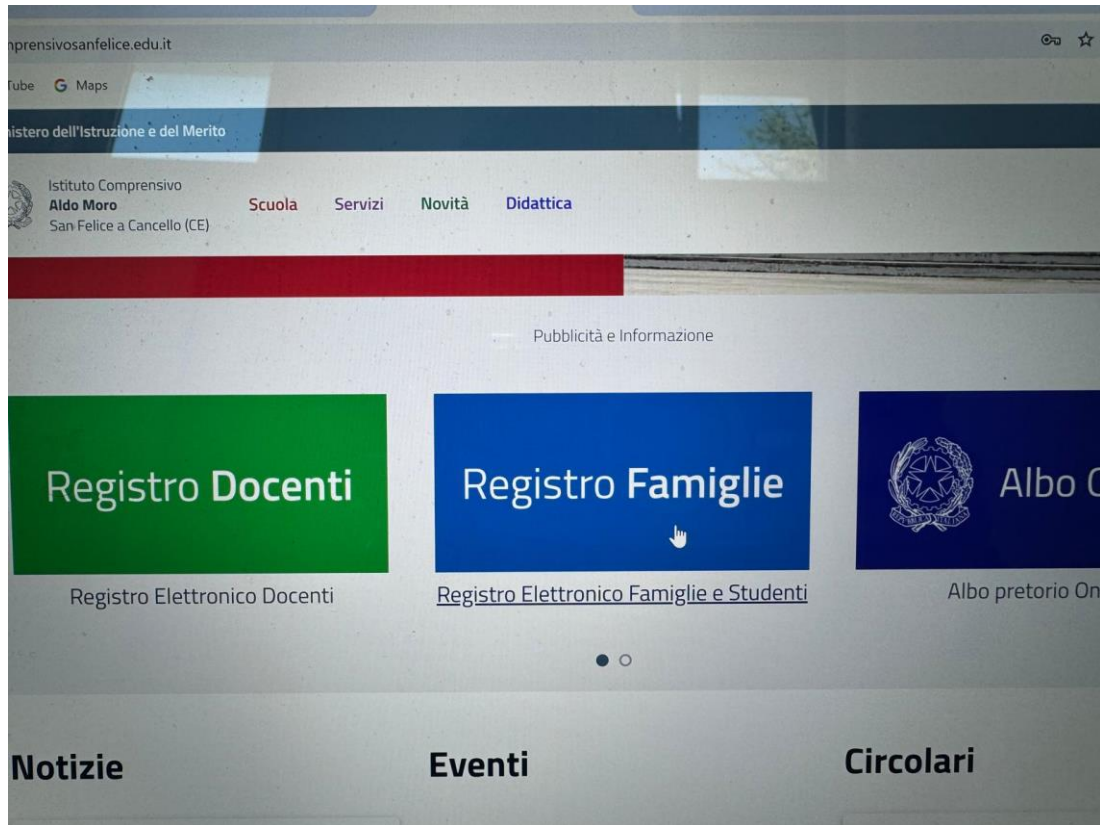 nprensivosanfelice.edu.it
Tube G Maps
nistero dell'Istruzione e del Merito
Istituto Comprensivo
Aldo Moro
San Felice a Cancello (CE)
Scuola Servizi Novità Didattica
Pubblicità e Informazione
Registro Docenti
Registro Famiglie
Albo
REPVBBLICA ITALIANA
Registro Elettronico Docenti
Registro Elettronico Famiglie e Studenti
Albo pretorio On
Notizie
Eventi
Circolari